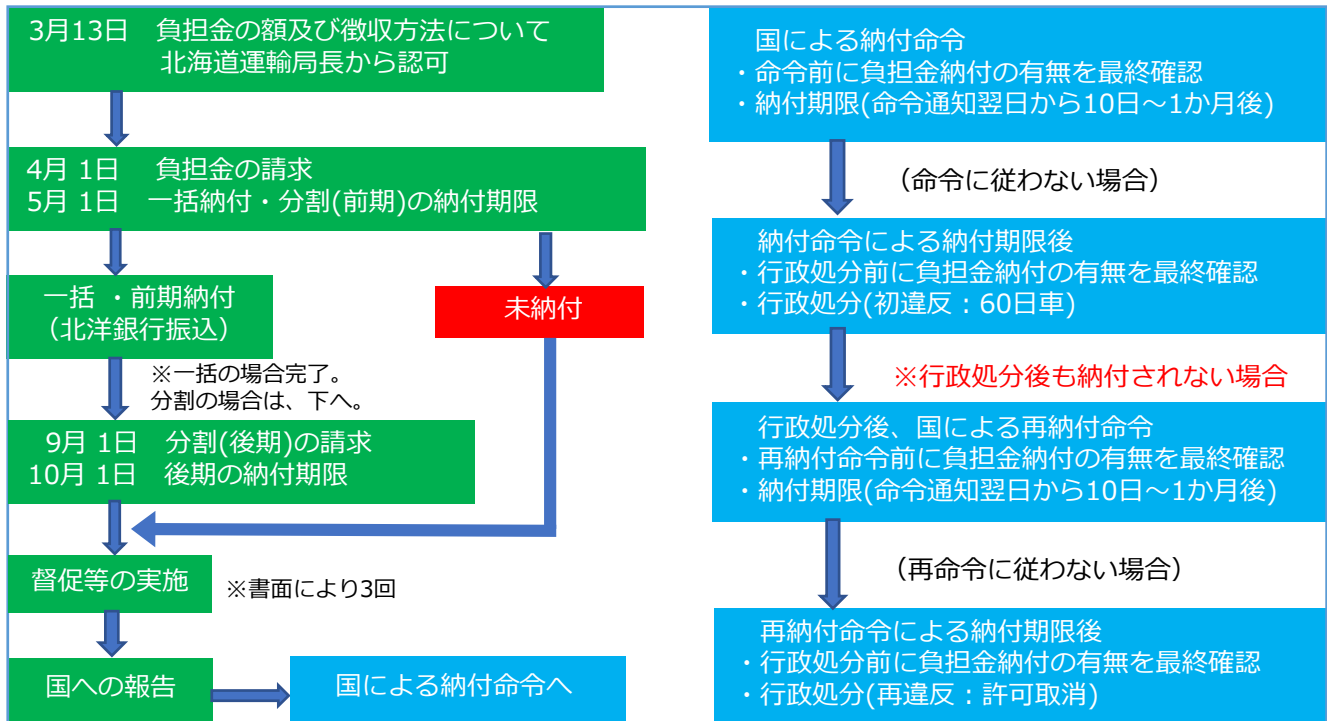 3月13日　負担金の額及び徴収方法について
北海道運輸局長から認可
4月 1日　負担金の請求
5月 1日　一括納付・分割(前期)の納付期限
一括 ・前期納付
（北洋銀行振込）
未納付
※一括の場合完了。
分割の場合は、下へ。
9月 1日　分割(後期)の請求
10月 1日　後期の納付期限
督促等の実施
※書面により3回
国への報告
国による納付命令へ
国による納付命令
・命令前に負担金納付の有無を最終確認
・納付期限(命令通知翌日から10日～1か月後)
（命令に従わない場合）
納付命令による納付期限後
・行政処分前に負担金納付の有無を最終確認
・行政処分(初違反：60日車)
※行政処分後も納付されない場合
行政処分後、国による再納付命令
・再納付命令前に負担金納付の有無を最終確認
・納付期限(命令通知翌日から10日～1か月後)
（再命令に従わない場合）
再納付命令による納付期限後
・行政処分前に負担金納付の有無を最終確認
・行政処分(再違反：許可取消)